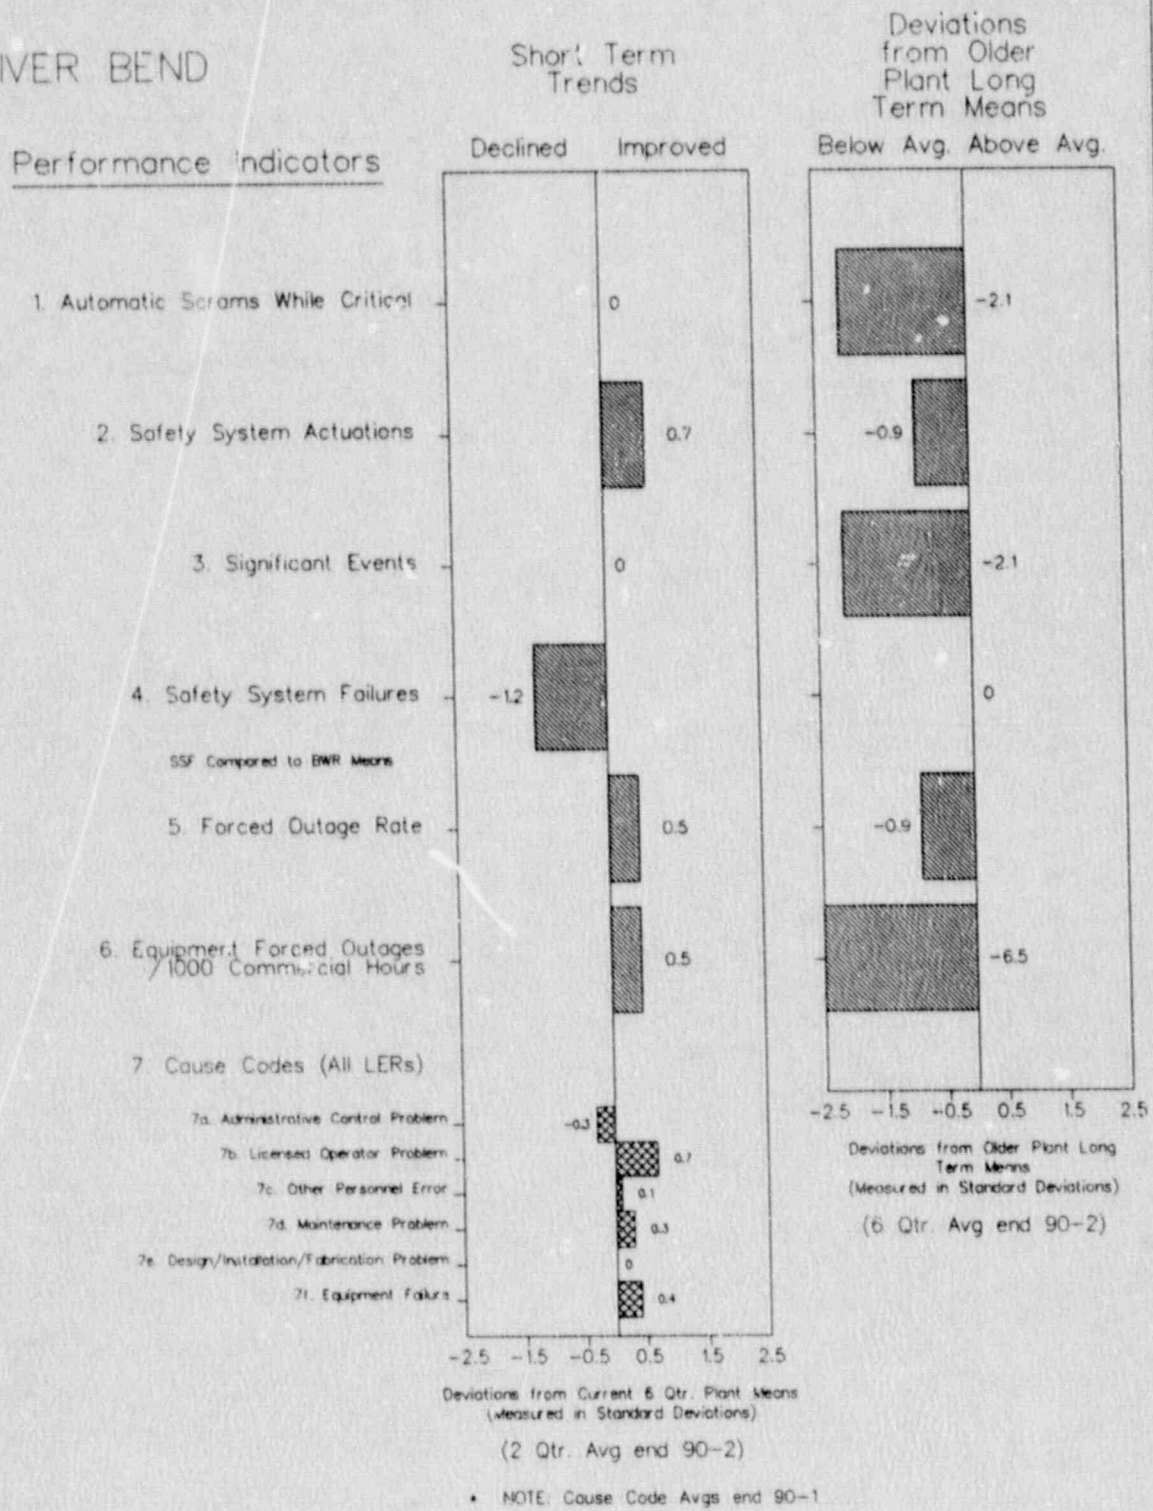 IVER BEND
Short Term
Trends
Deviations
from Older
Plant Long
Term Means
Performance Indicators
Declined Improved
Below Avg. Above Avg.
1. Automatic Scrams While Critical
0
-2.1
2. Safety System Actuations
0.7
-0.9
3. Significant Events
0
-2.1
4. Safety System Failures
-1.2
0
SSF Compared to BWR Means
5. Forced Outage Rate
0.5
-0.9
6. Equipment Forced Outages
/1000 Commercial Hours
0.5
-6.5
7. Cause Codes (All LERs)
7a. Administrative Control Problem
-0.3
7b. Licensed Operator Problem
0.7
7c. Other Personnel Error
0.1
7d. Maintenance Problem
0.3
7e. Design/Installation/Fabrication Problem
0
7f. Equipment Failure
0.4
-2.5 -1.5 -0.5 0.5 1.5 2.5
Deviations from Current 6 Qtr. Plant Means
(Measured in Standard Deviations)
(2 Qtr. Avg end 90-2)
• NOTE: Cause Code Avgs end 90-1
-2.5 -1.5 -0.5 0.5 1.5 2.5
Deviations from Older Plant Long
Term Means
(Measured in Standard Deviations)
(6 Qtr. Avg end 90-2)